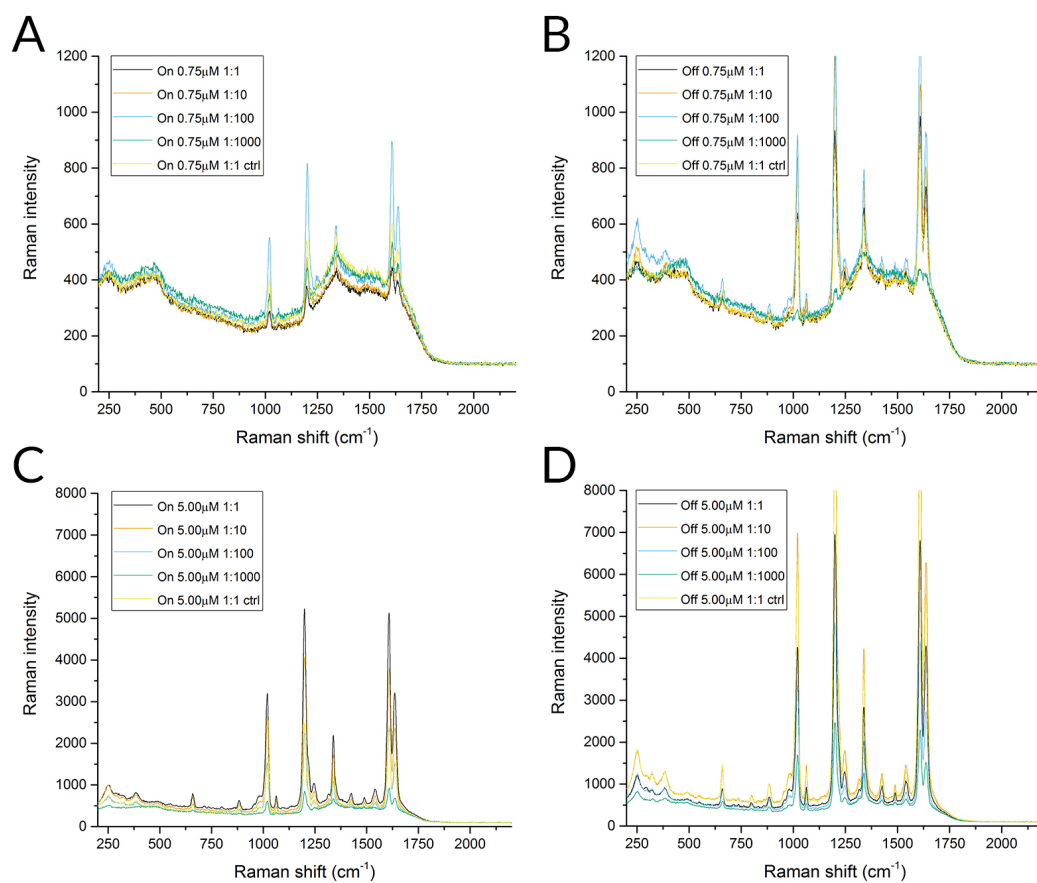 A
1200
1000
800
600
400
200
0
Raman intensity
On 0.75μM 1:1
On 0.75μM 1:10
On 0.75μM 1:100
On 0.75μM 1:1000
On 0.75μM 1:1 ctrl
250 500 750 1000 1250 1500 1750 2000
Raman shift (cm⁻¹)
B
1200
1000
800
600
400
200
0
Raman intensity
Off 0.75μM 1:1
Off 0.75μM 1:10
Off 0.75μM 1:100
Off 0.75μM 1:1000
Off 0.75μM 1:1 ctrl
250 500 750 1000 1250 1500 1750 2000
Raman shift (cm⁻¹)
C
8000
7000
6000
5000
4000
3000
2000
1000
0
Raman intensity
On 5.00μM 1:1
On 5.00μM 1:10
On 5.00μM 1:100
On 5.00μM 1:1000
On 5.00μM 1:1 ctrl
250 500 750 1000 1250 1500 1750 2000
Raman shift (cm⁻¹)
D
8000
7000
6000
5000
4000
3000
2000
1000
0
Raman intensity
Off 5.00μM 1:1
Off 5.00μM 1:10
Off 5.00μM 1:100
Off 5.00μM 1:1000
Off 5.00μM 1:1 ctrl
250 500 750 1000 1250 1500 1750 2000
Raman shift (cm⁻¹)